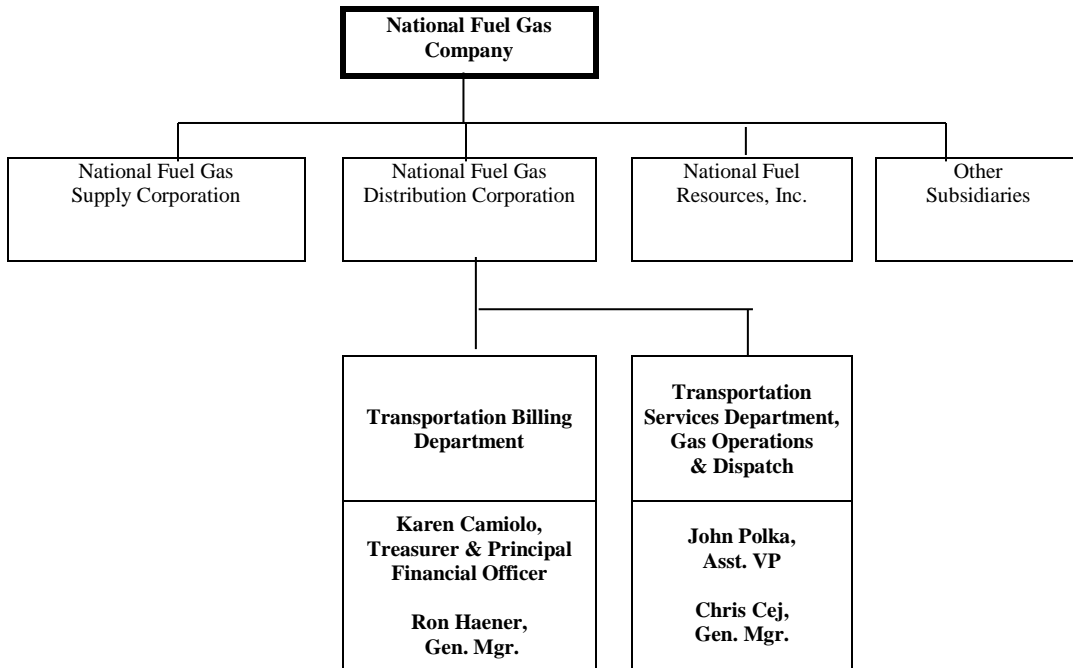 National Fuel Gas
Company
National Fuel Gas
Supply Corporation
National Fuel Gas
Distribution Corporation
National Fuel
Resources, Inc.
Other
Subsidiaries
Transportation Billing
Department
Transportation
Services Department,
Gas Operations
& Dispatch
Karen Camiolo,
Treasurer & Principal
Financial Officer
Ron Haener,
Gen. Mgr.
John Polka,
Asst. VP
Chris Cej,
Gen. Mgr.